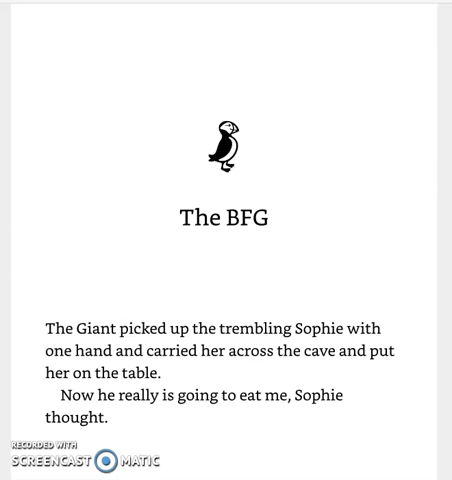 The BFG
The Giant picked up the trembling Sophie with
one hand and carried her across the cave and put
her on the table.
Now he really is going to eat me, Sophie
thought.
RECORDED WITH
SCREENCAST MATIC